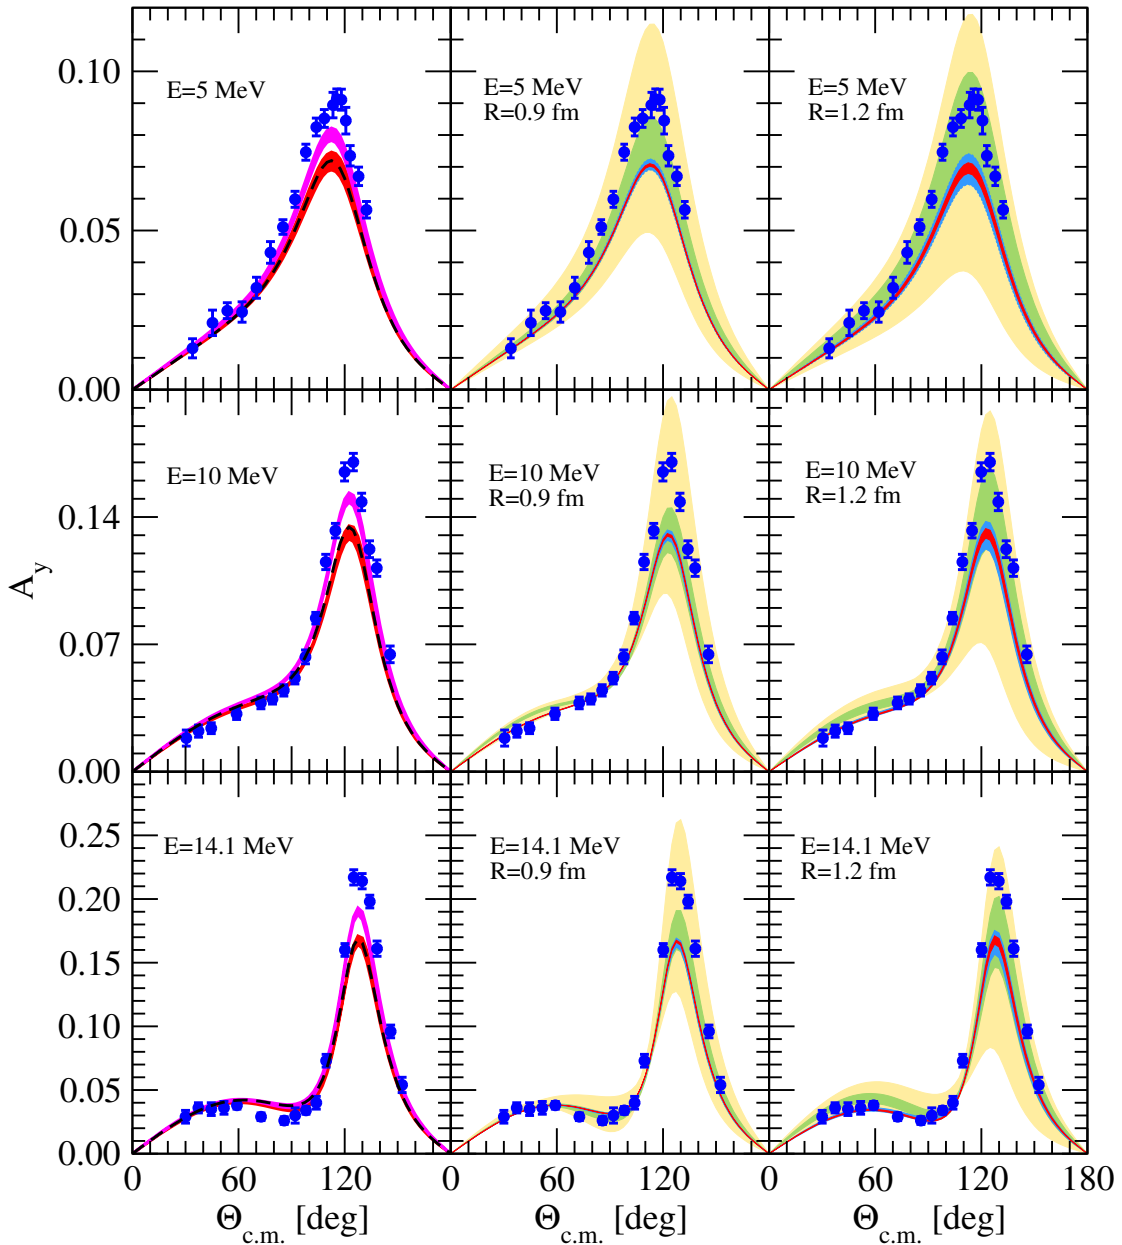 E=5 MeV
E=5 MeV
R=0.9 fm
E=5 MeV
R=1.2 fm
0.10
0.05
0.00
E=10 MeV
E=10 MeV
R=0.9 fm
E=10 MeV
R=1.2 fm
0.14
0.07
0.00
A_y
E=14.1 MeV
E=14.1 MeV
R=0.9 fm
E=14.1 MeV
R=1.2 fm
0.25
0.20
0.15
0.10
0.05
0.00
0 60 120 0 60 120 0 60 120 180
Θ_c.m. [deg] Θ_c.m. [deg] Θ_c.m. [deg]